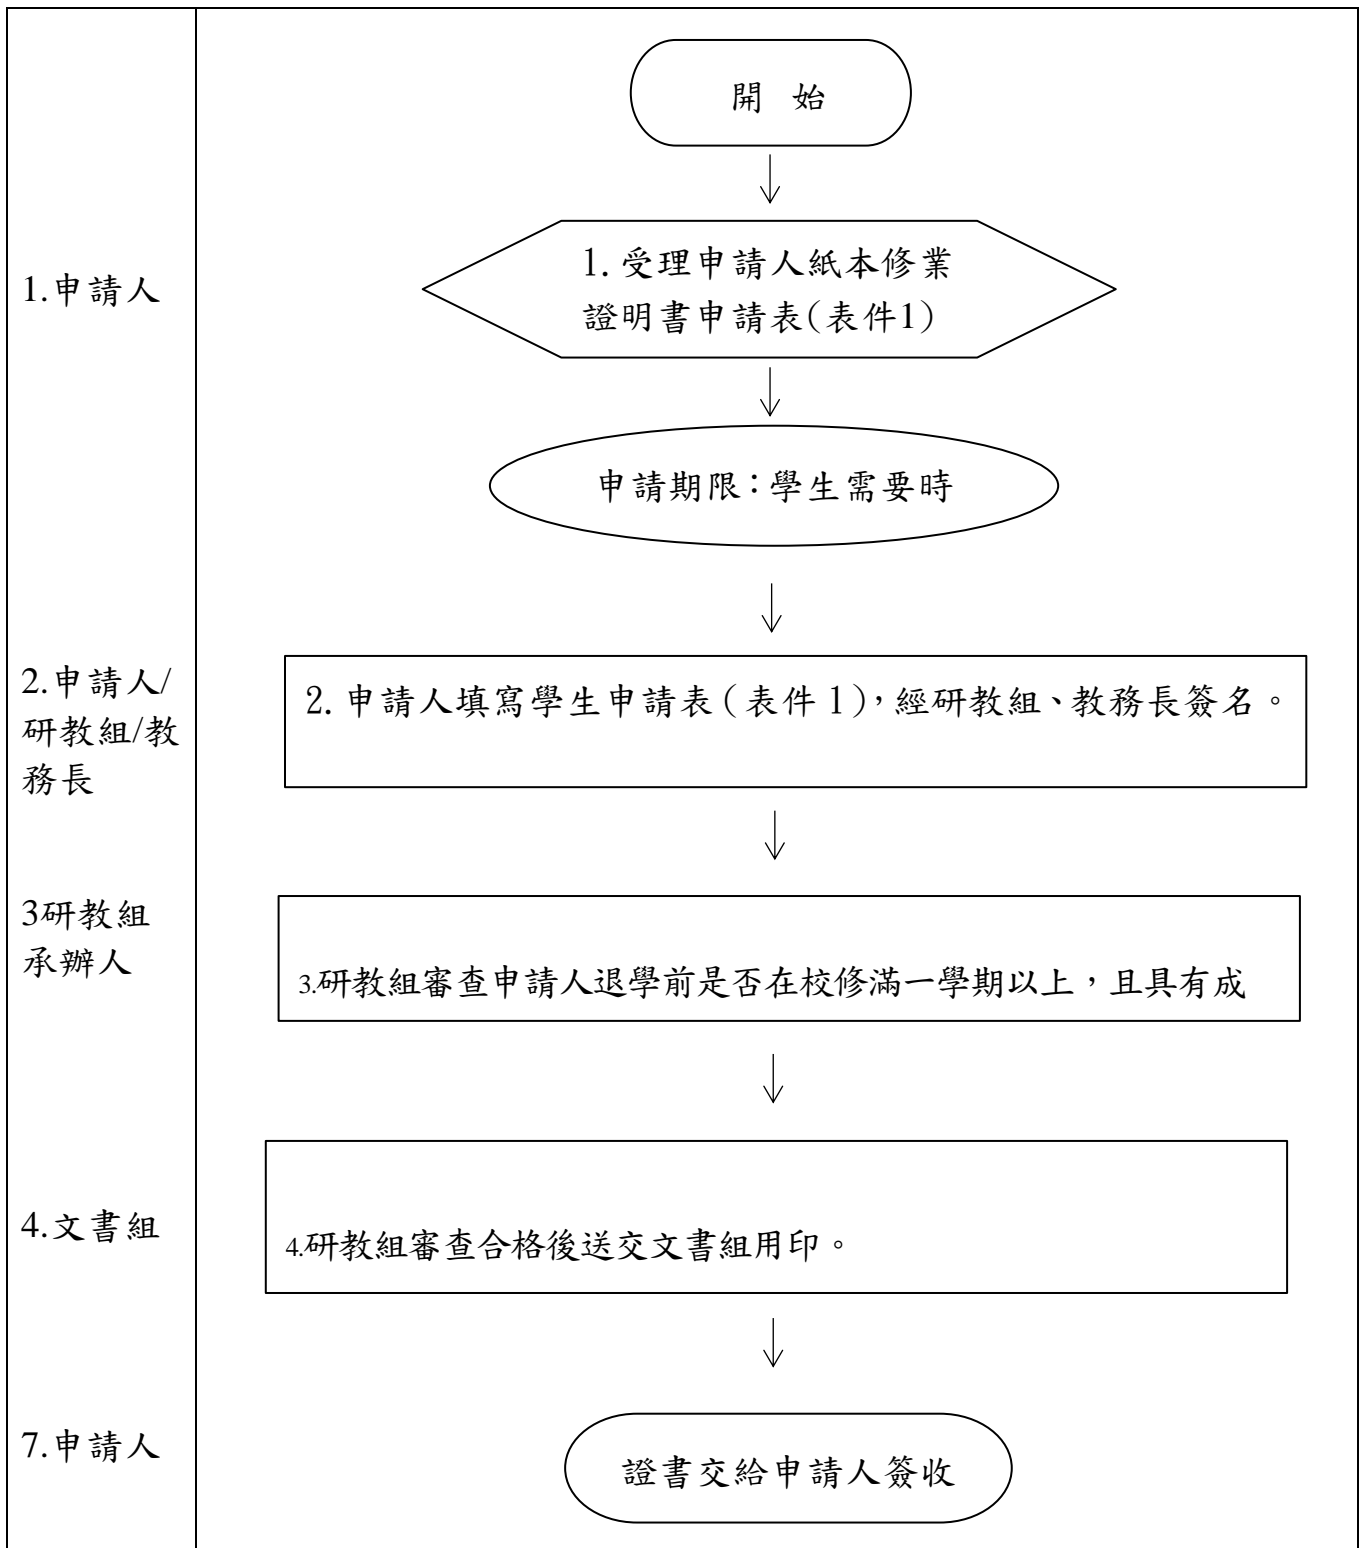 開 始
1.申請人
1.受理申請人紙本修業
證明書申請表(表件1)
申請期限：學生需要時
2.申請人/
研教組/教
務長
2.申請人填寫學生申請表(表件1)，經研教組、教務長簽名。
3研教組
承辦人
3.研教組審查申請人退學前是否在校修滿一學期以上，且具有成
4.文書組
4.研教組審查合格後送交文書組用印。
7.申請人
證書交給申請人簽收